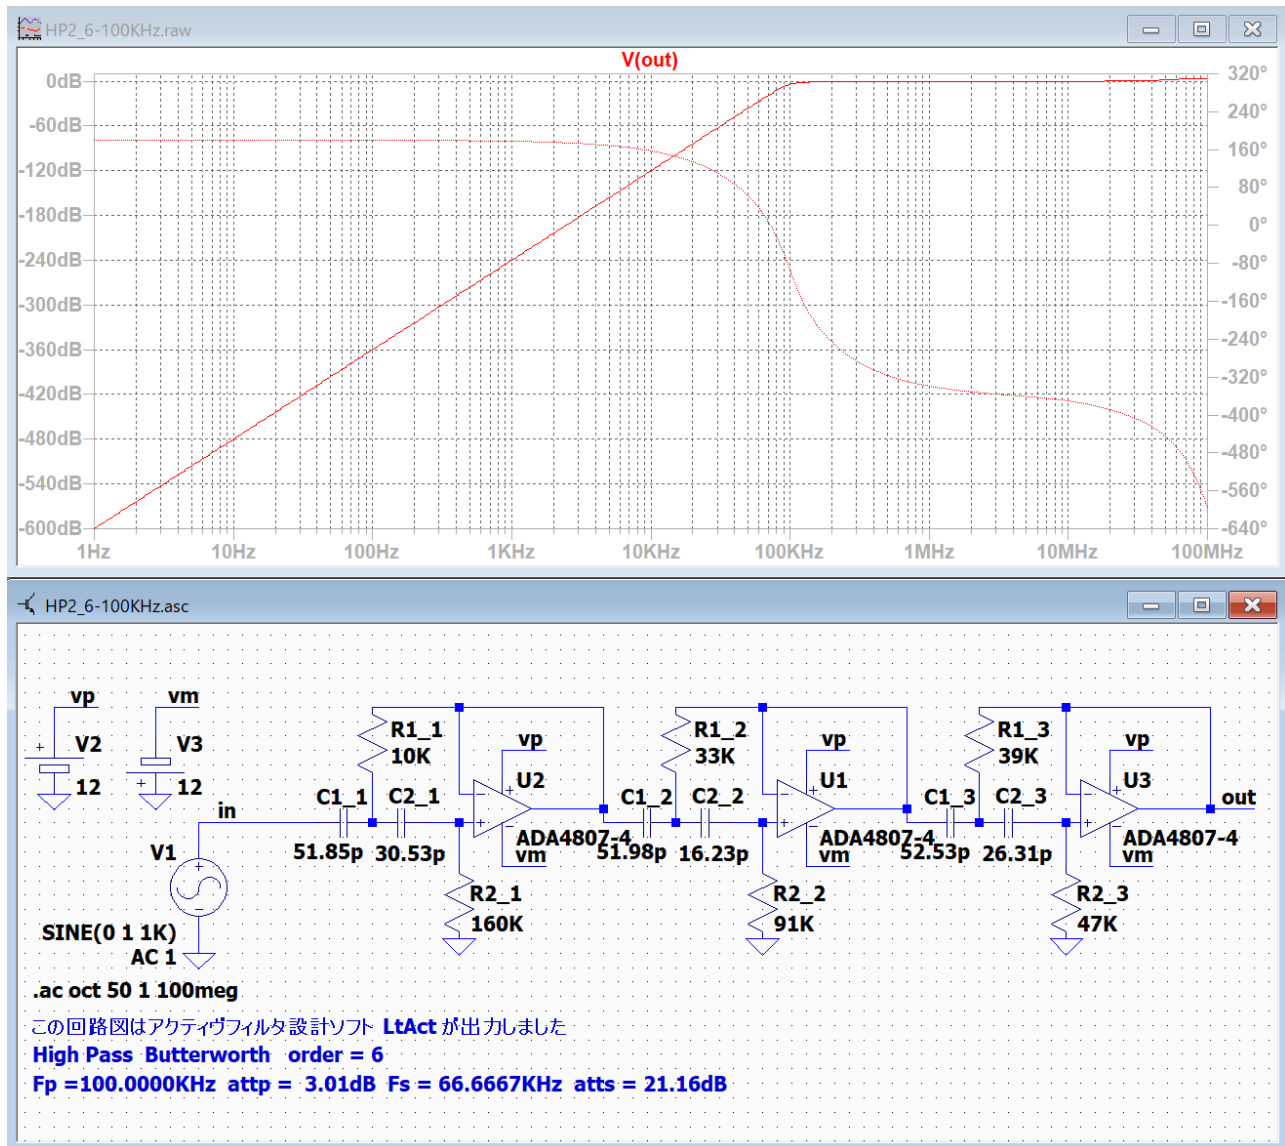 HP2_6-100KHz.raw
V(out)
0dB
-60dB
-120dB
-180dB
-240dB
-300dB
-360dB
-420dB
-480dB
-540dB
-600dB
320°
240°
160°
80°
0°
-80°
-160°
-240°
-320°
-400°
-480°
-560°
-640°
1Hz 10Hz 100Hz 1KHz 10KHz 100KHz 1MHz 10MHz 100MHz
HP2_6-100KHz.asc
vp vm
V2 V3
12 12
in
V1
SINE(0 1 1K)
AC 1
R1_1
10K
C1_1 C2_1
51.85p 30.53p
vp
U2
ADA4807-4
vm
R2_1
160K
R1_2
33K
C1_2 C2_2
51.98p 16.23p
vp
U1
ADA4807-4
vm
R2_2
91K
R1_3
39K
C1_3 C2_3
52.53p 26.31p
vp
U3
ADA4807-4
vm
R2_3
47K
out
.ac oct 50 1 100meg
この回路図はアクティヴフィルタ設計ソフト LtAct が出力しました
High Pass Butterworth order = 6
Fp =100.0000KHz attp = 3.01dB Fs = 66.6667KHz atts = 21.16dB